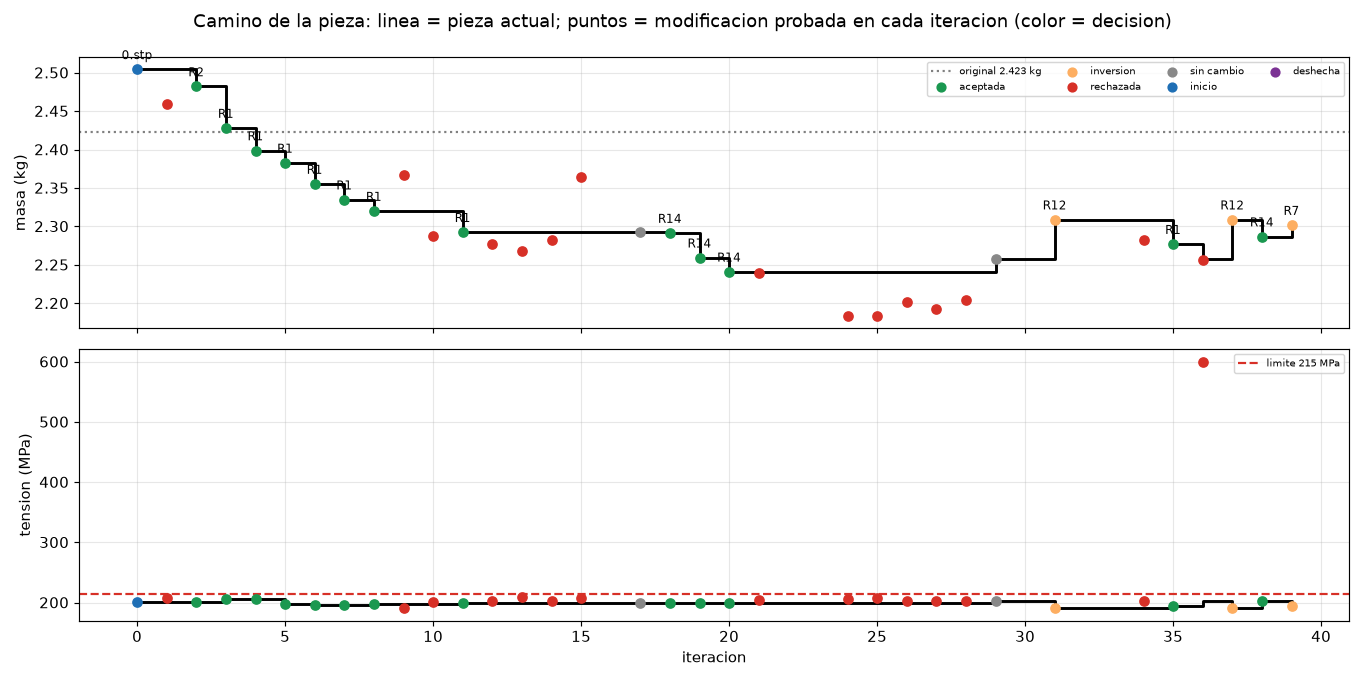 Camino de la pieza: linea = pieza actual; puntos = modificacion probada en cada iteracion (color = decision)
masa (kg)
2.50
2.45
2.40
2.35
2.30
2.25
2.20
0.stp
R2
R1
R1
R1
R1
R1
R1
R1
R14
R14
R14
R12
R1
R12
R14
R7
original 2.423 kg
aceptada
inversion
rechazada
sin cambio
inicio
deshecha
tension (MPa)
600
500
400
300
200
limite 215 MPa
0
5
10
15
20
25
30
35
40
iteracion